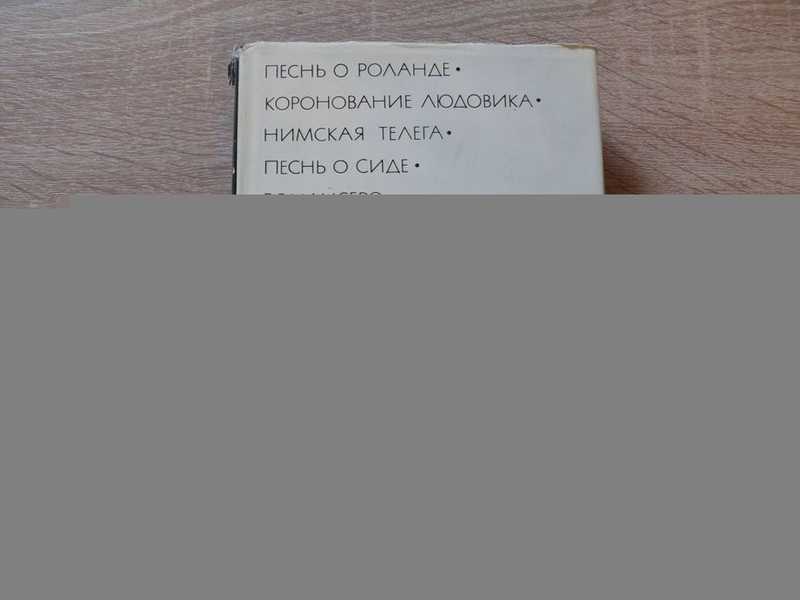 ПЕСНЬ О РОЛАНДЕ•
КОРОНОВАНИЕ ЛЮДОВИКА•
НИМСКАЯ ТЕЛЕГА•
ПЕСНЬ О СИДЕ•